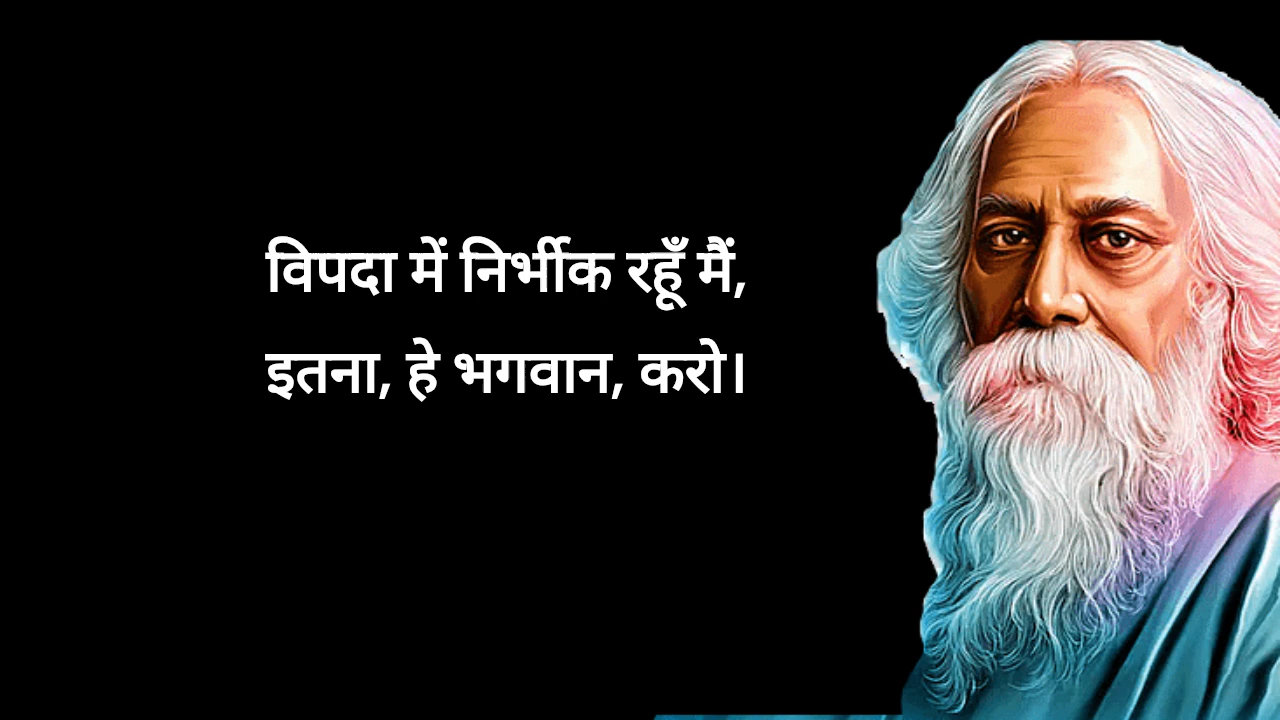 विपदा में निर्भीक रहूँ मैं,
इतना, हे भगवान, करो।